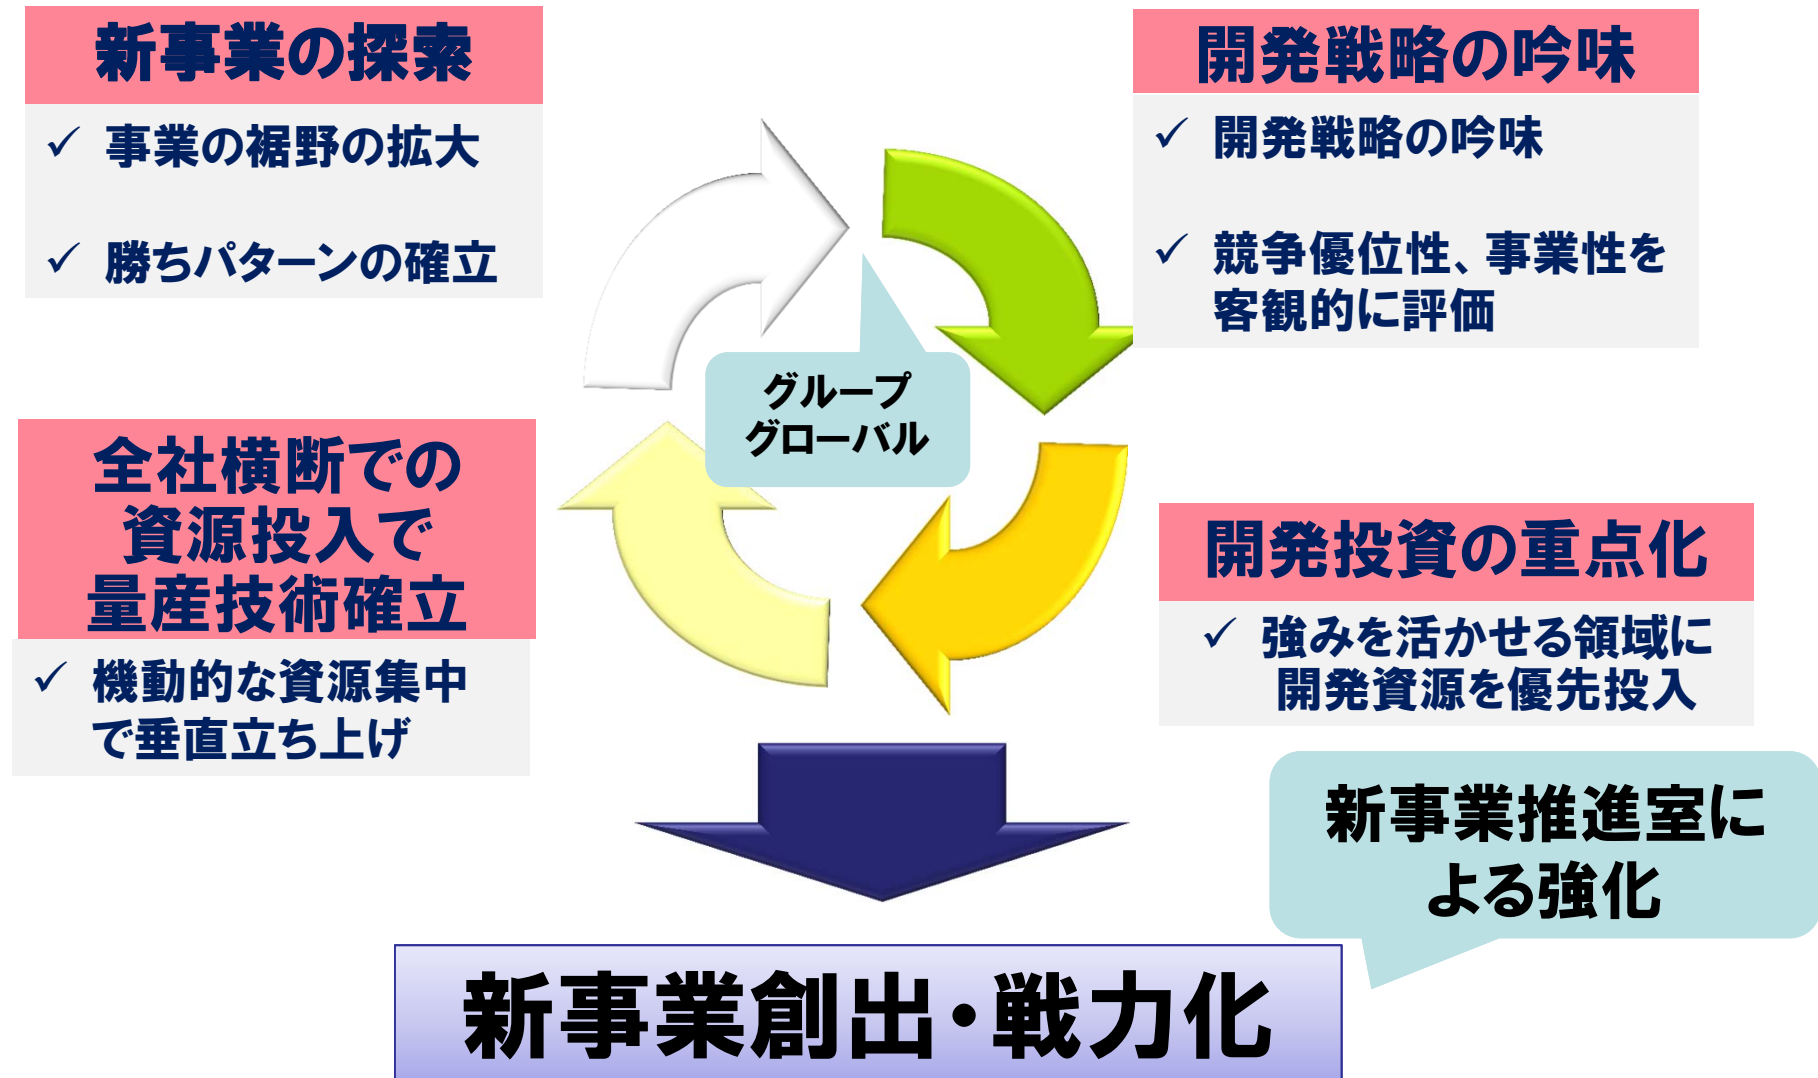 新事業の探索
✓ 事業の裾野の拡大
✓ 勝ちパターンの確立
開発戦略の吟味
✓ 開発戦略の吟味
✓ 競争優位性、事業性を
客観的に評価
グループ
グローバル
全社横断での
資源投入で
量産技術確立
✓ 機動的な資源集中
で垂直立ち上げ
開発投資の重点化
✓ 強みを活かせる領域に
開発資源を優先投入
新事業推進室に
よる強化
新事業創出・戦力化